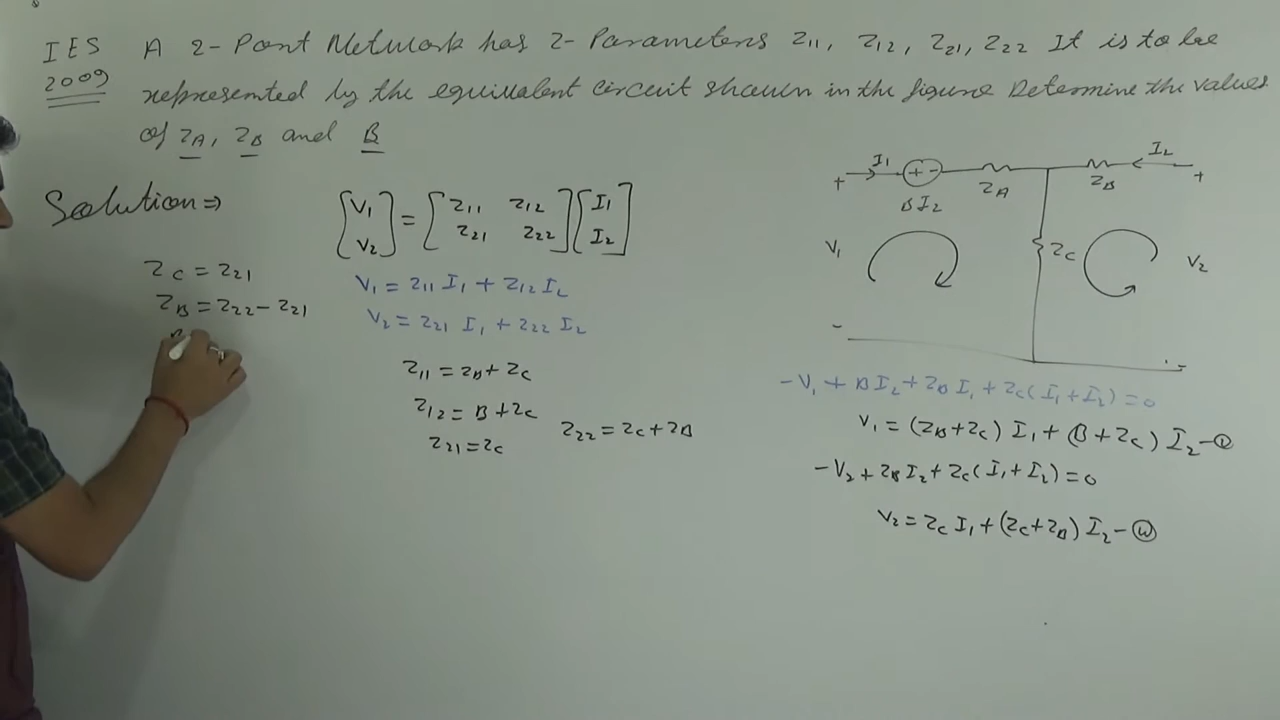 IES A 2-Port Network has Z-Parameters Z11, Z12, Z21, Z22 It is to be
2009 represented by the equivalent circuit shown in the figure Determine the values
of ZA, ZB and B
Solution⇒
[V1 V2] = [Z11 Z12 Z21 Z22] [I1 I2]
V1 = Z11 I1 + Z12 I2
V2 = Z21 I1 + Z22 I2
ZC = Z21
ZB = Z22 − Z21
Z11 = ZB + ZC
Z12 = B + ZC
Z21 = ZC
Z22 = ZC + ZB
I1
I2
+
+ -
ZA
ZB
+
BI2
V1
ZC
V2
-
-
-V1 + BI2 + ZB I1 + ZC(I1+I2) = 0
V1 = (ZB+ZC) I1 + (B+ZC) I2 -①
-V2 + ZB I2 + ZC(I1+I2) = 0
V2 = ZC I1 + (ZC+ZB) I2 -⑪